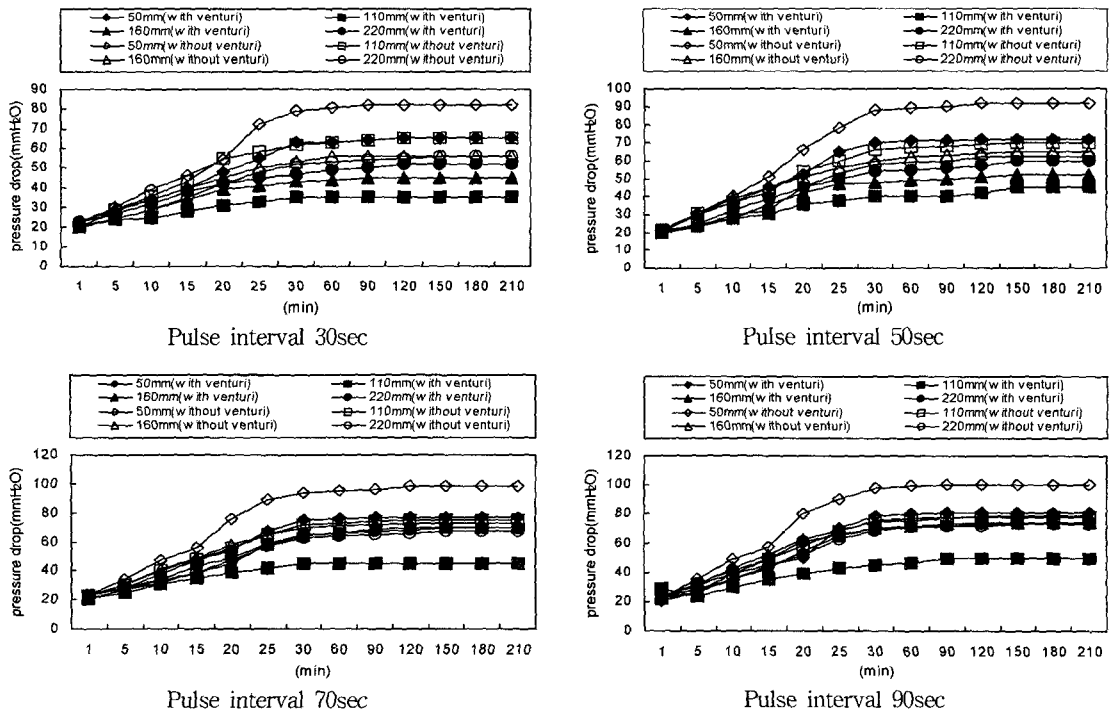 50mm(with venturi) 110mm(with venturi)
160mm(with venturi) 220mm(with venturi)
50mm(without venturi) 110mm(without venturi)
160mm(without venturi) 220mm(without venturi)
90
80
70
60
50
40
30
20
10
0
pressure drop(mmH2O)
1 5 10 15 20 25 30 60 90 120 150 180 210
(min)
Pulse interval 30sec
50mm(with venturi) 110mm(with venturi)
160mm(with venturi) 220mm(with venturi)
50mm(without venturi) 110mm(without venturi)
160mm(without venturi) 220mm(without venturi)
100
90
80
70
60
50
40
30
20
10
0
pressure drop(mmH2O)
1 5 10 15 20 25 30 60 90 120 150 180 210
(min)
Pulse interval 50sec
50mm(with venturi) 110mm(with venturi)
160mm(with venturi) 220mm(with venturi)
50mm(without venturi) 110mm(without venturi)
160mm(without venturi) 220mm(without venturi)
120
100
80
60
40
20
0
pressure drop(mmH2O)
1 5 10 15 20 25 30 60 90 120 150 180 210
(min)
Pulse interval 70sec
50mm(with venturi) 110mm(with venturi)
160mm(with venturi) 220mm(with venturi)
50mm(without venturi) 110mm(without venturi)
160mm(without venturi) 220mm(without venturi)
120
100
80
60
40
20
0
pressure drop(mmH2O)
1 5 10 15 20 25 30 60 90 120 150 180 210
(min)
Pulse interval 90sec